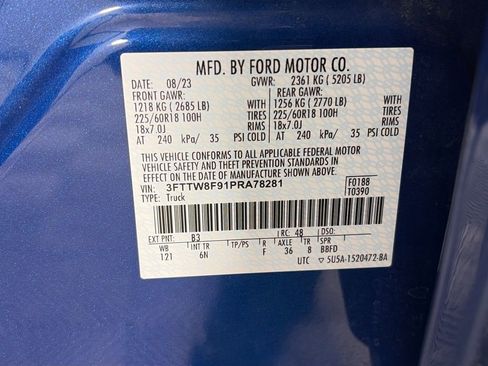 MFD. BY FORD MOTOR CO.
DATE: 08/23 GVWR: 2361 KG ( 5205 LB)
FRONT GAWR: REAR GAWR:
1218 KG ( 2685 LB) WITH 1256 KG ( 2770 LB) WITH
225/60R18 100H TIRES 225/60R18 100H TIRES
18x7.0J RIMS 18x7.0J RIMS
AT 240 kPa/ 35 PSI COLD AT 240 kPa/ 35 PSI COLD
THIS VEHICLE CONFORMS TO ALL APPLICABLE FEDERAL MOTOR
VEHICLE SAFETY AND THEFT PREVENTION STANDARDS IN EFFECT ON THE
DATE OF MANUFACTURE SHOWN ABOVE.
VIN: 3FTTW8F91PRA78281 F0188
TYPE: Truck T0390
EXT PNT: B3 RC: 48 DSO:
WB INT TR TP/PS R AXLE TR SPR
121 6N F 36 8 BBFD
UTC ▽ 5U5A-1520472-BA